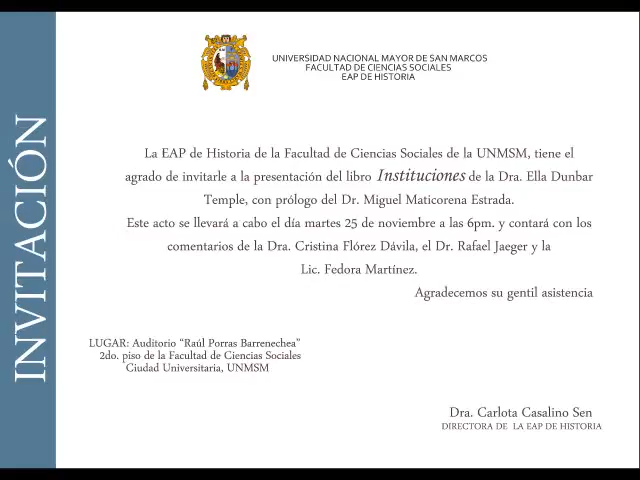 UNIVERSIDAD NACIONAL MAYOR DE SAN MARCOS
FACULTAD DE CIENCIAS SOCIALES
EAP DE HISTORIA
INVITACIÓN
La EAP de Historia de la Facultad de Ciencias Sociales de la UNMSM, tiene el
agrado de invitarle a la presentación del libro Instituciones de la Dra. Ella Dunbar
Temple, con prólogo del Dr. Miguel Maticorena Estrada.
Este acto se llevará a cabo el día martes 25 de noviembre a las 6pm. y contará con los
comentarios de la Dra. Cristina Flórez Dávila, el Dr. Rafael Jaeger y la
Lic. Fedora Martínez.
Agradecemos su gentil asistencia
LUGAR: Auditorio “Raúl Porras Barrenechea”
2do. piso de la Facultad de Ciencias Sociales
Ciudad Universitaria, UNMSM
Dra. Carlota Casalino Sen
DIRECTORA DE LA EAP DE HISTORIA